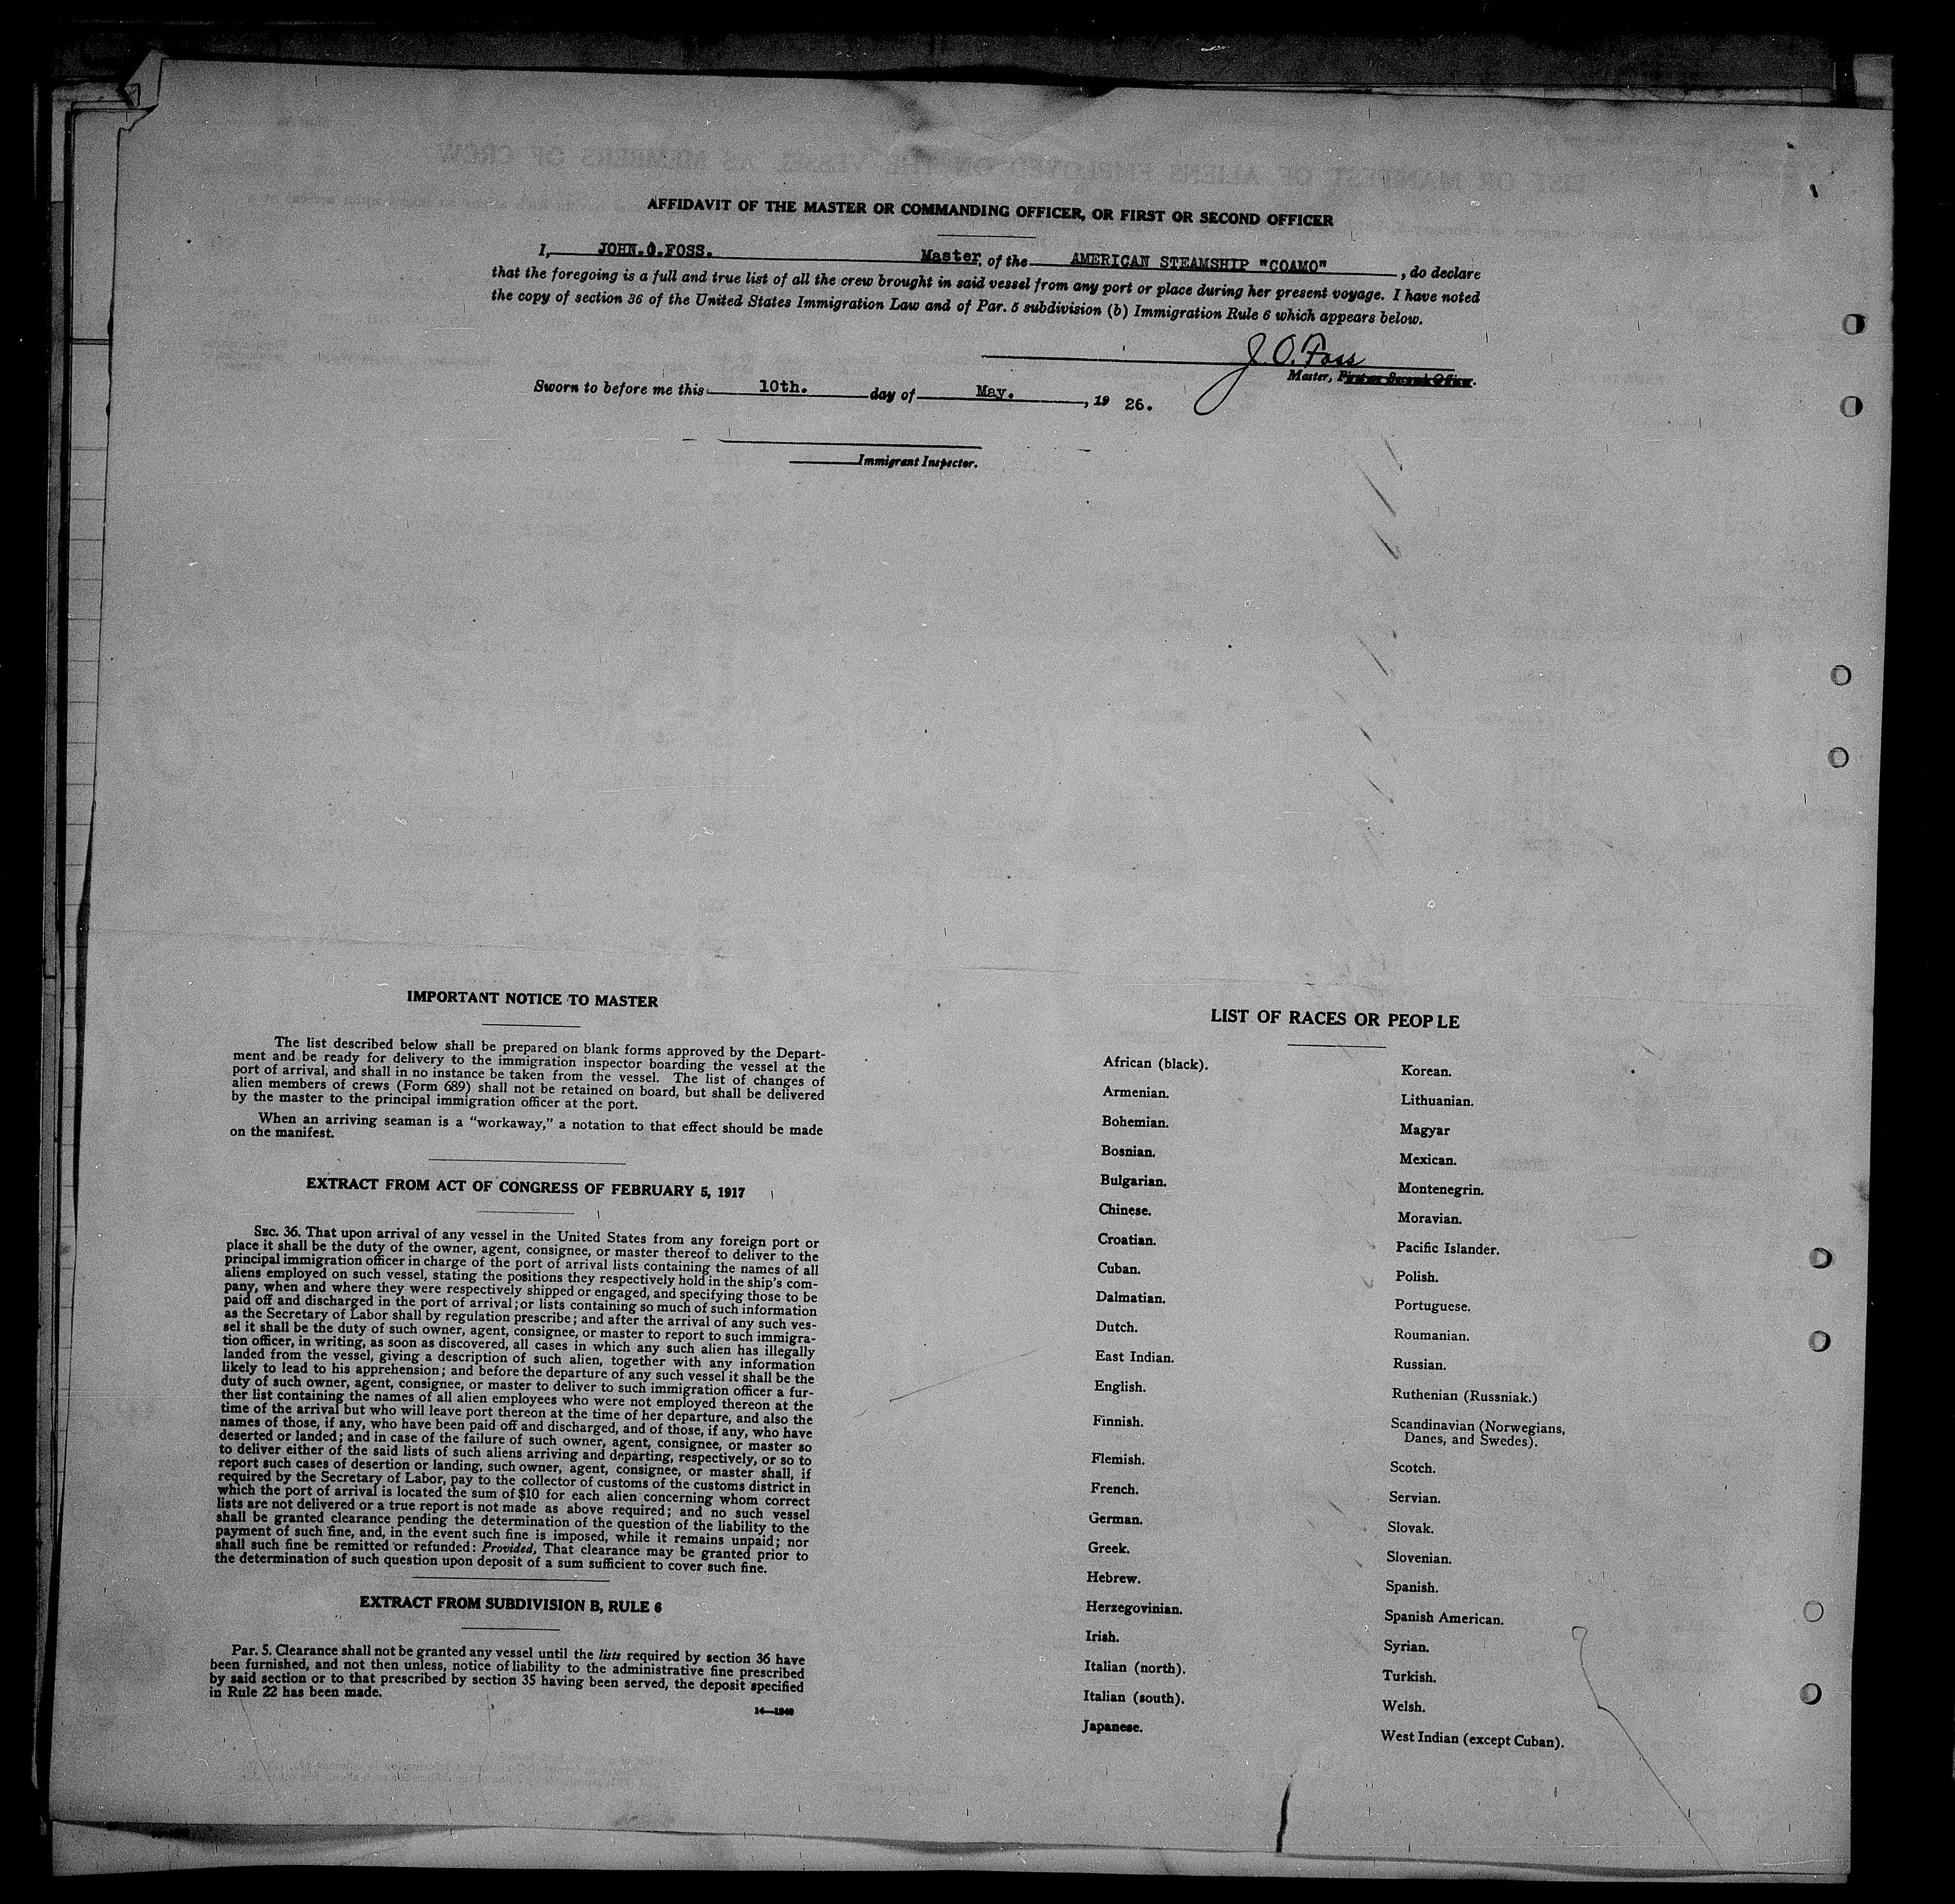 AFFIDAVIT OF THE MASTER OR COMMANDING OFFICER, OR FIRST OR SECOND OFFICER
I, JOHN.O.FOSS. Master, of the AMERICAN STEAMSHIP "COAMO", do declare
that the foregoing is a full and true list of all the crew brought in said vessel from any port or place during her present voyage. I have noted
the copy of section 36 of the United States Immigration Law and of Par. 5 subdivision (b) Immigration Rule 6 which appears below.
J. O. Foss
Master, First or Second Officer.
Sworn to before me this 10th. day of May., 19 26.
Immigrant Inspector.
IMPORTANT NOTICE TO MASTER
The list described below shall be prepared on blank forms approved by the Depart-
ment and be ready for delivery to the immigration inspector boarding the vessel at the
port of arrival, and shall in no instance be taken from the vessel. The list of changes of
alien members of crews (Form 689) shall not be retained on board, but shall be delivered
by the master to the principal immigration officer at the port.
When an arriving seaman is a "workaway," a notation to that effect should be made
on the manifest.
EXTRACT FROM ACT OF CONGRESS OF FEBRUARY 5, 1917
SEC. 36. That upon arrival of any vessel in the United States from any foreign port or
place it shall be the duty of the owner, agent, consignee, or master thereof to deliver to the
principal immigration officer in charge of the port of arrival lists containing the names of all
aliens employed on such vessel, stating the positions they respectively hold in the ship's com-
pany, when and where they were respectively shipped or engaged, and specifying those to be
paid off and discharged in the port of arrival; or lists containing so much of such information
as the Secretary of Labor shall by regulation prescribe; and after the arrival of any such ves-
sel it shall be the duty of such owner, agent, consignee, or master to report to such immigra-
tion officer, in writing, as soon as discovered, all cases in which any such alien has illegally
landed from the vessel, giving a description of such alien, together with any information
likely to lead to his apprehension; and before the departure of any such vessel it shall be the
duty of such owner, agent, consignee, or master to deliver to such immigration officer a fur-
ther list containing the names of all alien employees who were not employed thereon at the
time of the arrival but who will leave port thereon at the time of her departure, and also the
names of those, if any, who have been paid off and discharged, and of those, if any, who have
deserted or landed; and in case of the failure of such owner, agent, consignee, or master so
to deliver either of the said lists of such aliens arriving and departing, respectively, or so to
report such cases of desertion or landing, such owner, agent, consignee, or master shall, if
required by the Secretary of Labor, pay to the collector of customs of the customs district in
which the port of arrival is located the sum of $10 for each alien concerning whom correct
lists are not delivered or a true report is not made as above required; and no such vessel
shall be granted clearance pending the determination of the question of the liability to the
payment of such fine, and, in the event such fine is imposed, while it remains unpaid; nor
shall such fine be remitted or refunded: Provided, That clearance may be granted prior to
the determination of such question upon deposit of a sum sufficient to cover such fine.
EXTRACT FROM SUBDIVISION B, RULE 6
Par. 5. Clearance shall not be granted any vessel until the lists required by section 36 have
been furnished, and not then unless, notice of liability to the administrative fine prescribed
by said section or to that prescribed by section 35 having been served, the deposit specified
in Rule 22 has been made.
LIST OF RACES OR PEOPLE
African (black).
Armenian.
Bohemian.
Bosnian.
Bulgarian.
Chinese.
Croatian.
Cuban.
Dalmatian.
Dutch.
East Indian.
English.
Finnish.
Flemish.
French.
German.
Greek.
Hebrew.
Herzegovinian.
Irish.
Italian (north).
Italian (south).
Japanese.
Korean.
Lithuanian.
Magyar
Mexican.
Montenegrin.
Moravian.
Pacific Islander.
Polish.
Portuguese.
Roumanian.
Russian.
Ruthenian (Russniak.)
Scandinavian (Norwegians,
Danes, and Swedes).
Scotch.
Servian.
Slovak.
Slovenian.
Spanish.
Spanish American.
Syrian.
Turkish.
Welsh.
West Indian (except Cuban).